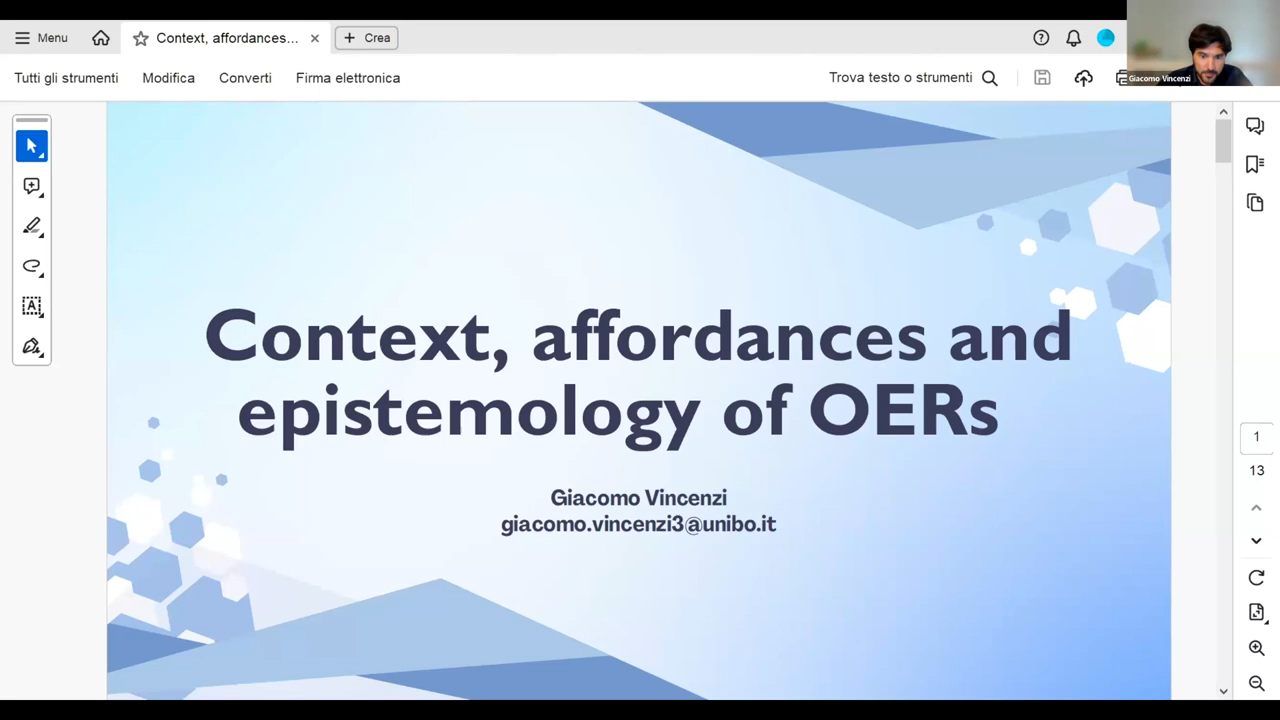 Menu
Context, affordances...
Crea
Tutti gli strumenti
Modifica
Converti
Firma elettronica
Trova testo o strumenti
Giacomo Vincenzi
Context, affordances and
epistemology of OERs
Giacomo Vincenzi
giacomo.vincenzi3@unibo.it
1
13